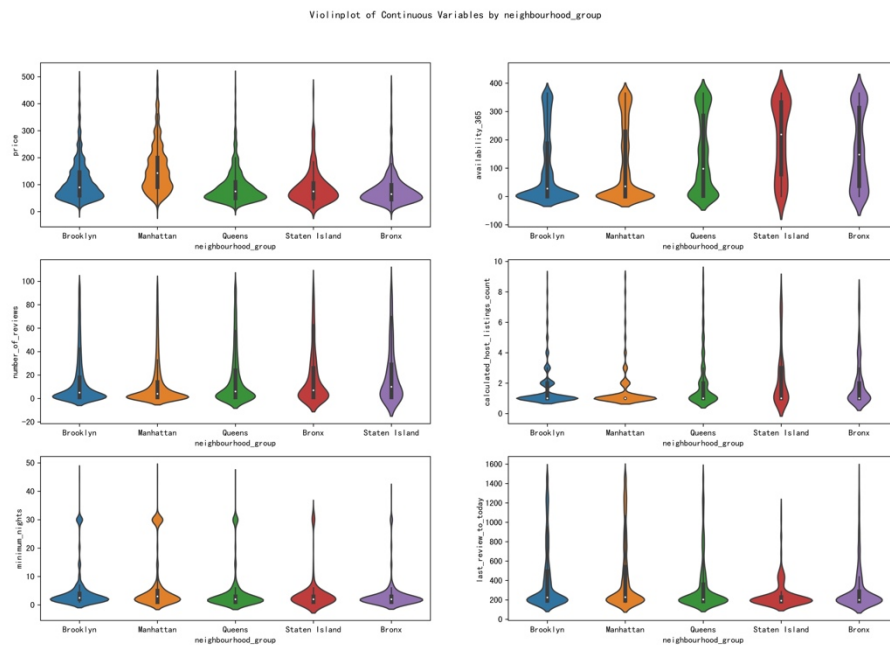 Violinplot of Continuous Variables by neighbourhood_group
price
500
400
300
200
100
0
Brooklyn Manhattan Queens Staten Island Bronx
neighbourhood_group
availability_365
400
300
200
100
0
-100
Brooklyn Manhattan Queens Staten Island Bronx
neighbourhood_group
number_of_reviews
100
80
60
40
20
0
-20
Brooklyn Manhattan Queens Bronx Staten Island
neighbourhood_group
calculated_host_listings_count
10
8
6
4
2
0
Brooklyn Manhattan Queens Staten Island Bronx
neighbourhood_group
minimum_nights
50
40
30
20
10
0
Brooklyn Manhattan Queens Staten Island Bronx
neighbourhood_group
last_review_to_today
1600
1400
1200
1000
800
600
400
200
0
Brooklyn Manhattan Queens Staten Island Bronx
neighbourhood_group